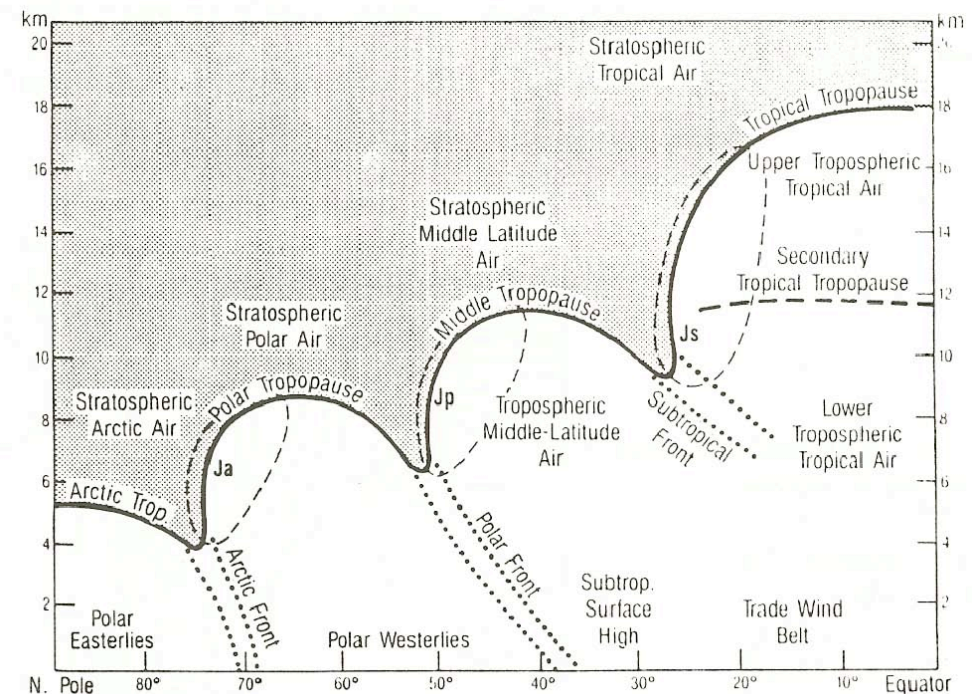 km
km
20
20
Stratospheric
Tropical Air
18
Tropical Tropopause
18
16
Upper Tropospheric
Tropical Air
16
14
Stratospheric
Middle Latitude
Air
14
Secondary
Tropical Tropopause
12
Middle Tropopause
12
Stratospheric
Polar Air
Js
10
10
Polar Tropopause
Jp
Stratospheric
Arctic Air
8
Tropospheric
Middle-Latitude
Air
Subtropical
Front
Lower
Tropospheric
Tropical Air
8
Ja
6
6
Arctic Trop.
Polar Front
4
4
Arctic Front
Subtrop.
Surface
High
2
2
Polar
Easterlies
Polar Westerlies
Trade Wind
Belt
N. Pole 80° 70° 60° 50° 40° 30° 20° 10° Equator